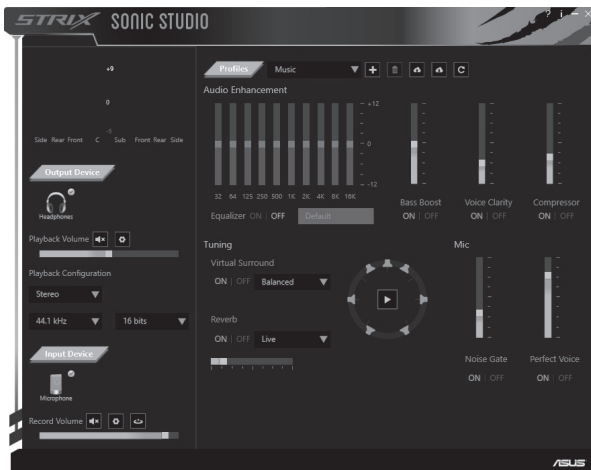 STRIX SONIC STUDIO
? i
+9
0
-6
Side Rear Front C Sub Front Rear Side
Output Device
Headphones
Playback Volume
Playback Configuration
Stereo
44.1 kHz 16 bits
Input Device
Microphone
Record Volume
Profiles Music
Audio Enhancement
+12
0
-12
32 64 125 250 500 1K 2K 4K 8K 16K
Equalizer ON | OFF Default
Bass Boost Voice Clarity Compressor
ON | OFF ON | OFF ON | OFF
Tuning
Virtual Surround
ON | OFF Balanced
Reverb
ON | OFF Live
Mic
Noise Gate Perfect Voice
ON | OFF ON | OFF
ASUS